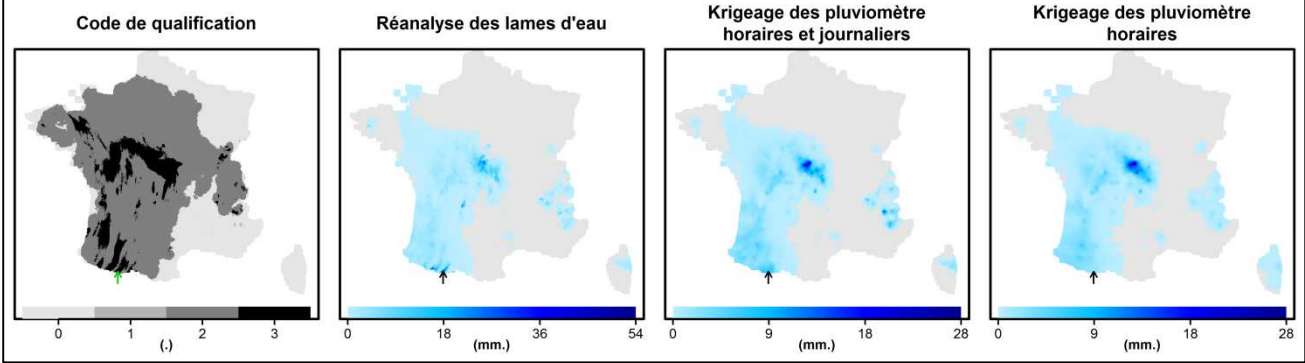 Code de qualification
Réanalyse des lames d'eau
Krigeage des pluviomètre
horaires et journaliers
Krigeage des pluviomètre
horaires
0 1 2 3
(.)
0 18 36 54
(mm.)
0 9 18 28
(mm.)
0 9 18 28
(mm.)